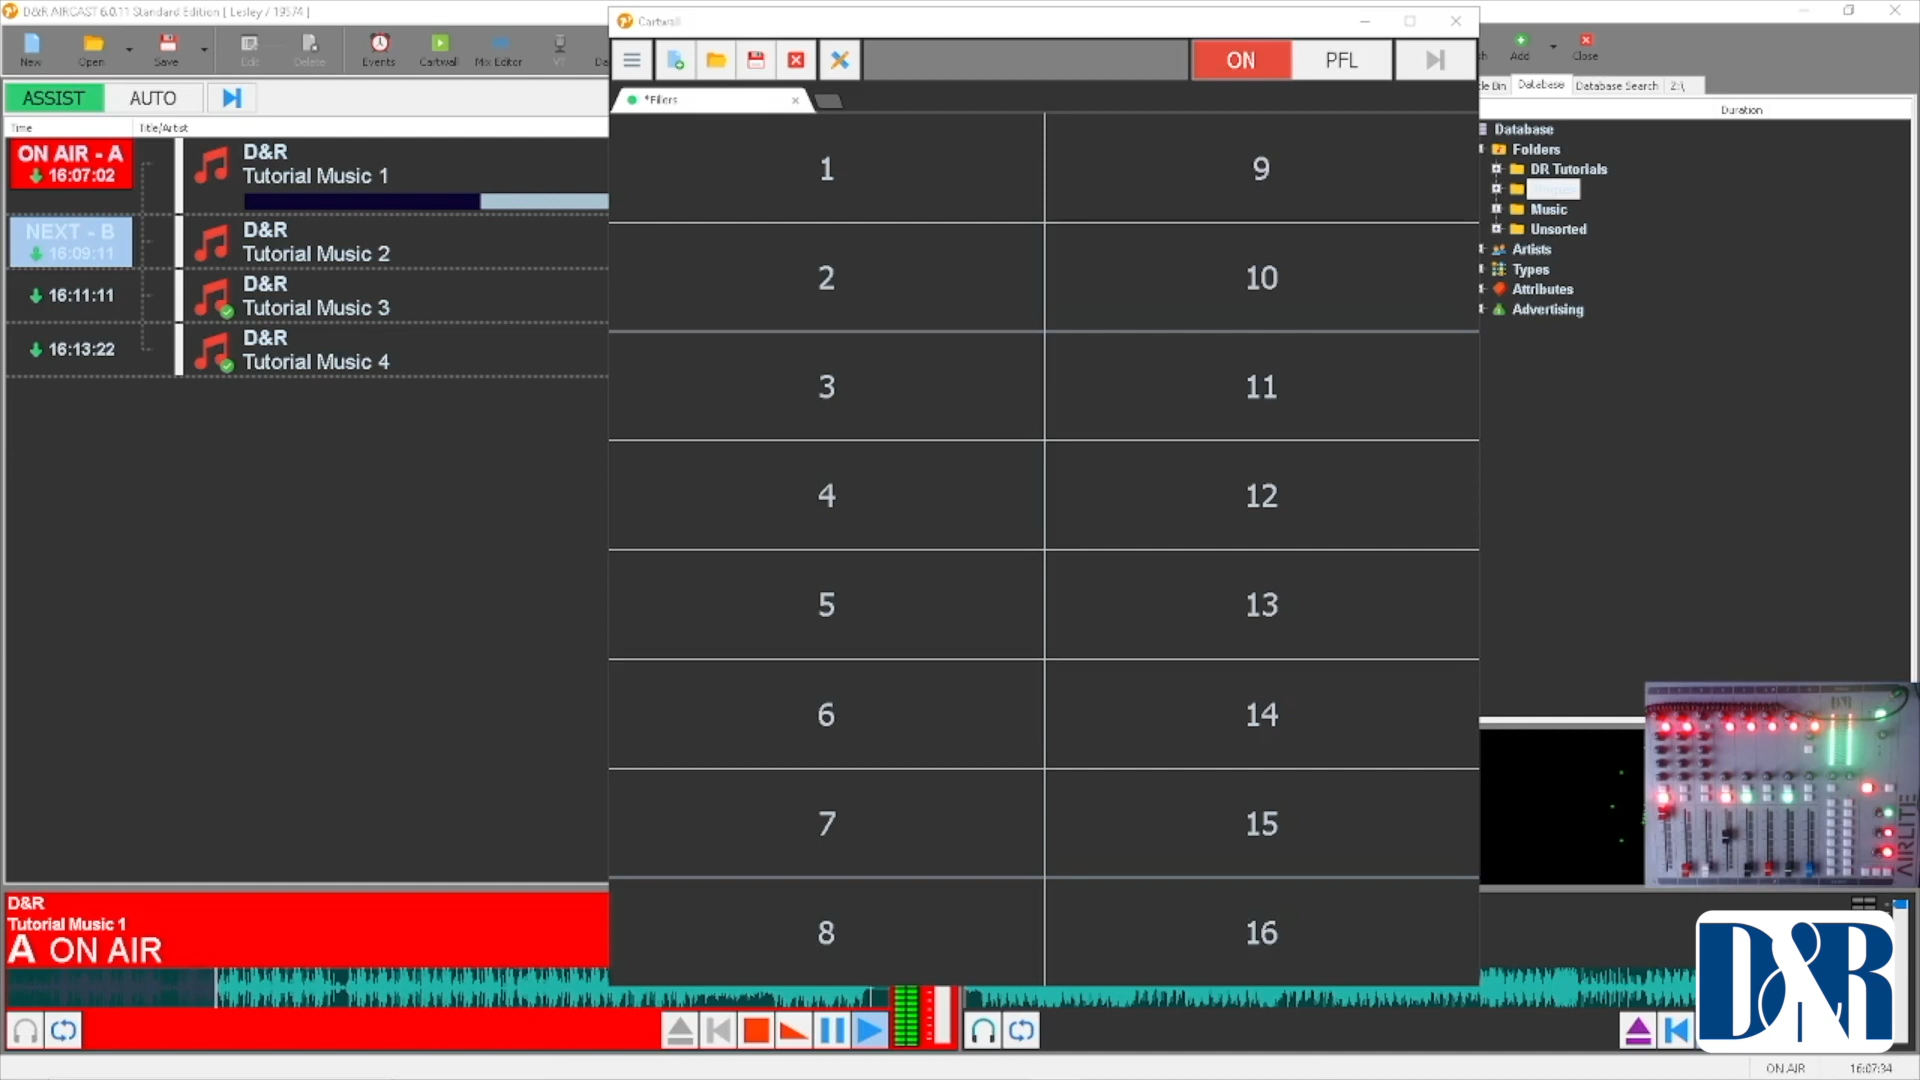 D&R AIRCAST 6.0.11 Standard Edition [ Lesley / 19574 ]
New
Open
Save
Edit
Delete
Events
Cartwall
Mix Editor
VT
Add
Close
ASSIST
AUTO
Time
Title/Artist
ON AIR - A
16:07:02
D&R
Tutorial Music 1
NEXT - B
16:09:11
D&R
Tutorial Music 2
16:11:11
D&R
Tutorial Music 3
16:13:22
D&R
Tutorial Music 4
Cartwall
ON
PFL
*Fillers
1
9
2
10
3
11
4
12
5
13
6
14
7
15
8
16
Database
Database Search
Z:\
Duration
Database
Folders
DR Tutorials
Music
Unsorted
Artists
Types
Attributes
Advertising
AIRLITE
D&R
Tutorial Music 1
A ON AIR
D&R
ON AIR
16:07:34